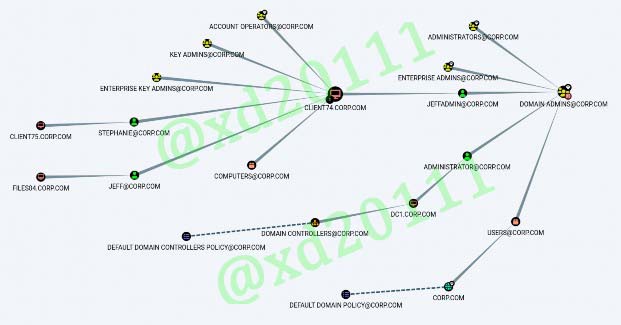 ACCOUNT OPERATORS@CORP.COM
ADMINISTRATORS@CORP.COM
KEY ADMINS@CORP.COM
ENTERPRISE ADMINS@CORP.COM
ENTERPRISE KEY ADMINS@CORP.COM
CLIENT74.CORP.COM
JEFFADMIN@CORP.COM
DOMAIN ADMINS@CORP.COM
CLIENT75.CORP.COM
STEPHANIE@CORP.COM
ADMINISTRATOR@CORP.COM
COMPUTERS@CORP.COM
FILES04.CORP.COM
JEFF@CORP.COM
DC1.CORP.COM
DOMAIN CONTROLLERS@CORP.COM
USERS@CORP.COM
DEFAULT DOMAIN CONTROLLERS POLICY@CORP.COM
CORP.COM
DEFAULT DOMAIN POLICY@CORP.COM
@xd20111
@xd20111